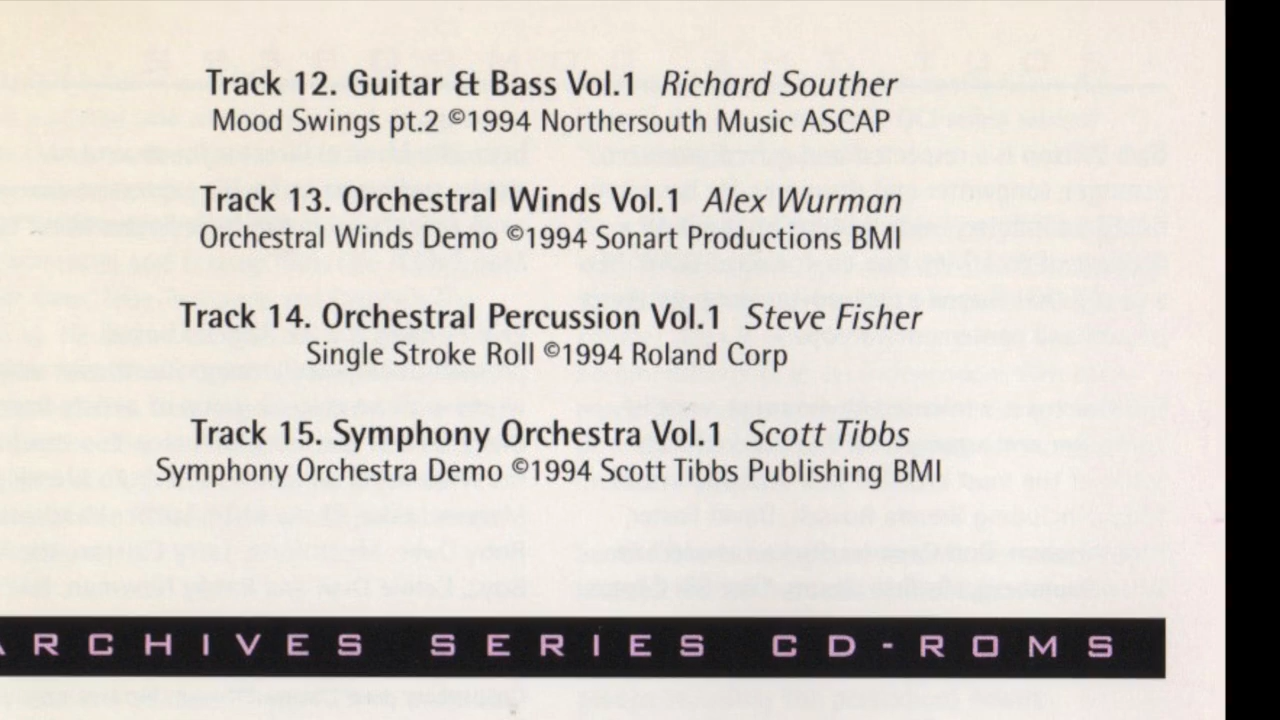 Track 12. Guitar & Bass Vol.1 Richard Souther
Mood Swings pt.2 ©1994 Northersouth Music ASCAP
Track 13. Orchestral Winds Vol.1 Alex Wurman
Orchestral Winds Demo ©1994 Sonart Productions BMI
Track 14. Orchestral Percussion Vol.1 Steve Fisher
Single Stroke Roll ©1994 Roland Corp
Track 15. Symphony Orchestra Vol.1 Scott Tibbs
Symphony Orchestra Demo ©1994 Scott Tibbs Publishing BMI
ARCHIVES SERIES CD-ROMS